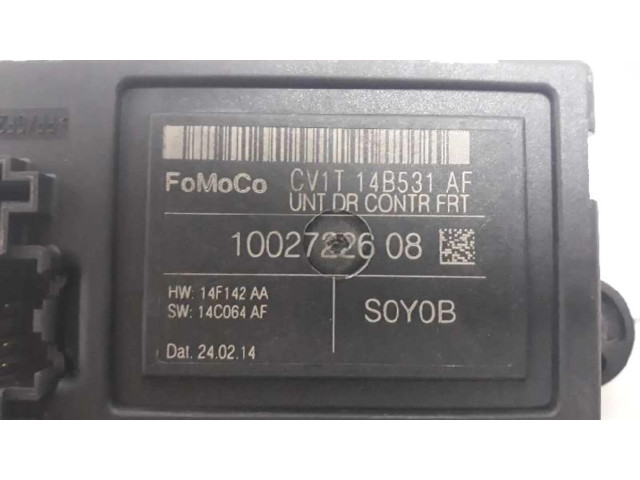 FoMoCo CV1T 14B531 AF
UNT DR CONTR FRT
10027226 08
HW: 14F142 AA
SW: 14C064 AF
S0Y0B
Dat. 24.02.14